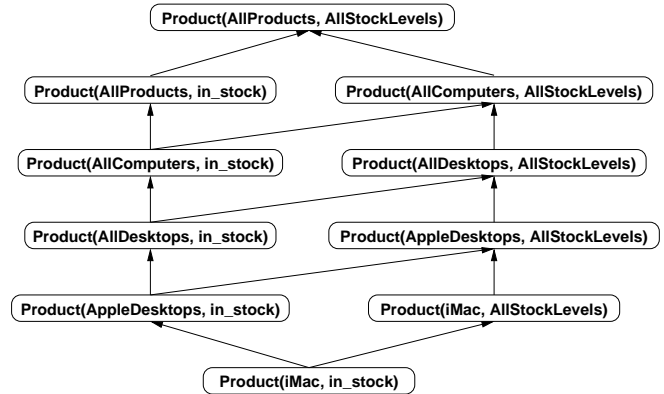 Product(AllProducts, AllStockLevels)
Product(AllProducts, in_stock)
Product(AllComputers, AllStockLevels)
Product(AllComputers, in_stock)
Product(AllDesktops, AllStockLevels)
Product(AllDesktops, in_stock)
Product(AppleDesktops, AllStockLevels)
Product(AppleDesktops, in_stock)
Product(iMac, AllStockLevels)
Product(iMac, in_stock)